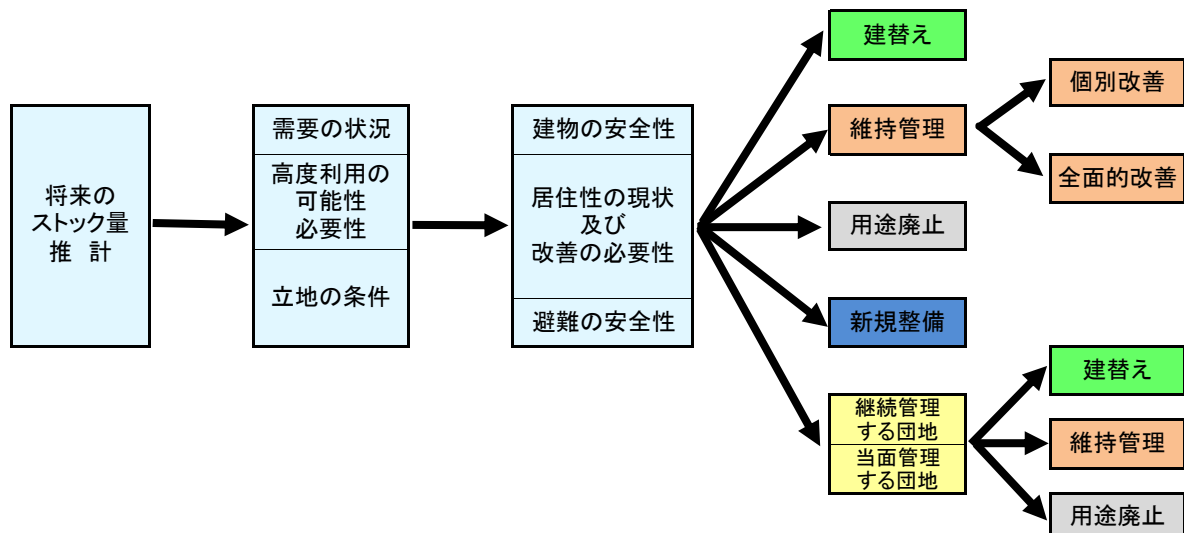 将来の
ストック量
推 計
需要の状況
高度利用の
可能性
必要性
立地の条件
建物の安全性
居住性の現状
及び
改善の必要性
避難の安全性
建替え
維持管理
個別改善
全面的改善
用途廃止
新規整備
継続管理
する団地
当面管理
する団地
建替え
維持管理
用途廃止